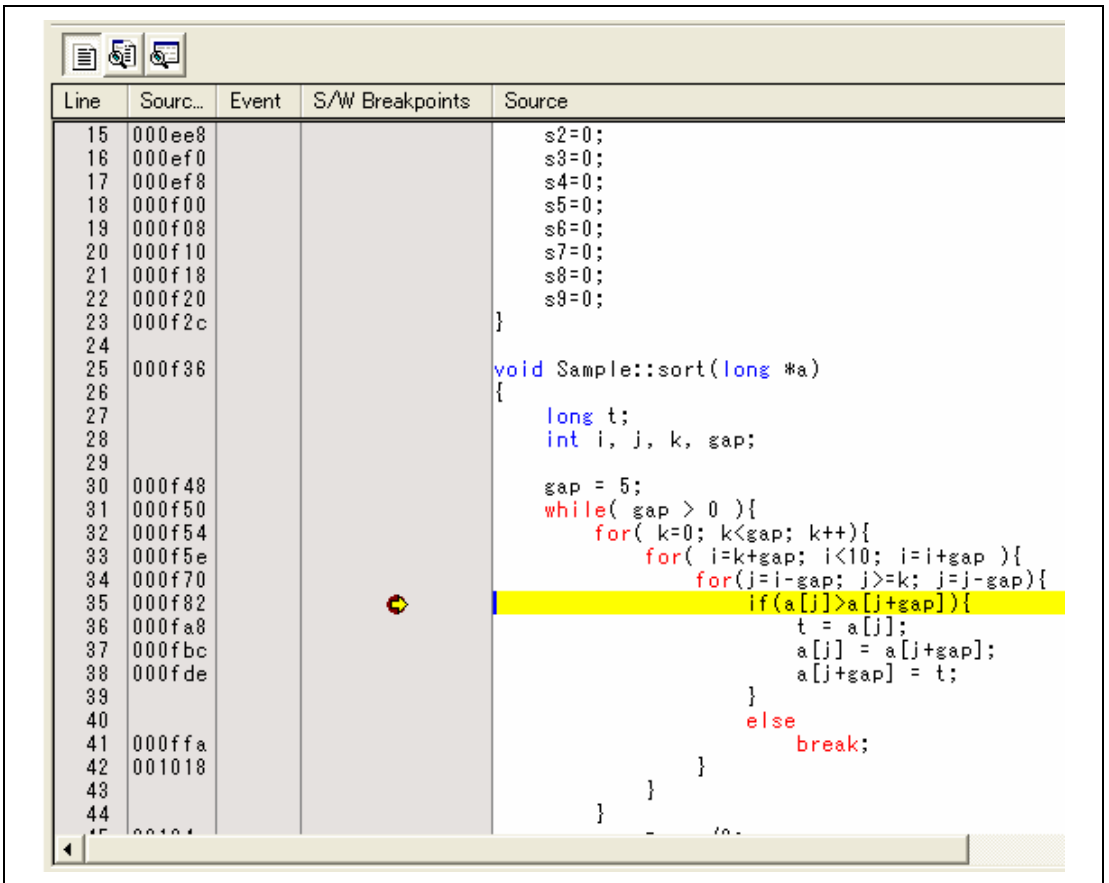 Line Sourc... Event S/W Breakpoints Source
15 000ee8 s2=0;
16 000ef0 s3=0;
17 000ef8 s4=0;
18 000f00 s5=0;
19 000f08 s6=0;
20 000f10 s7=0;
21 000f18 s8=0;
22 000f20 s9=0;
23 000f2c }
24
25 000f36 void Sample::sort(long *a)
26 {
27 long t;
28 int i, j, k, gap;
29
30 000f48 gap = 5;
31 000f50 while( gap > 0 ){
32 000f54 for( k=0; k<gap; k++){
33 000f5e for( i=k+gap; i<10; i=i+gap ){
34 000f70 for(j=i-gap; j>=k; j=j-gap){
35 000f82 if(a[j]>a[j+gap]){
36 000fa8 t = a[j];
37 000fbc a[j] = a[j+gap];
38 000fde a[j+gap] = t;
39 }
40 else
41 000ffa break;
42 001018 }
43 }
44 }